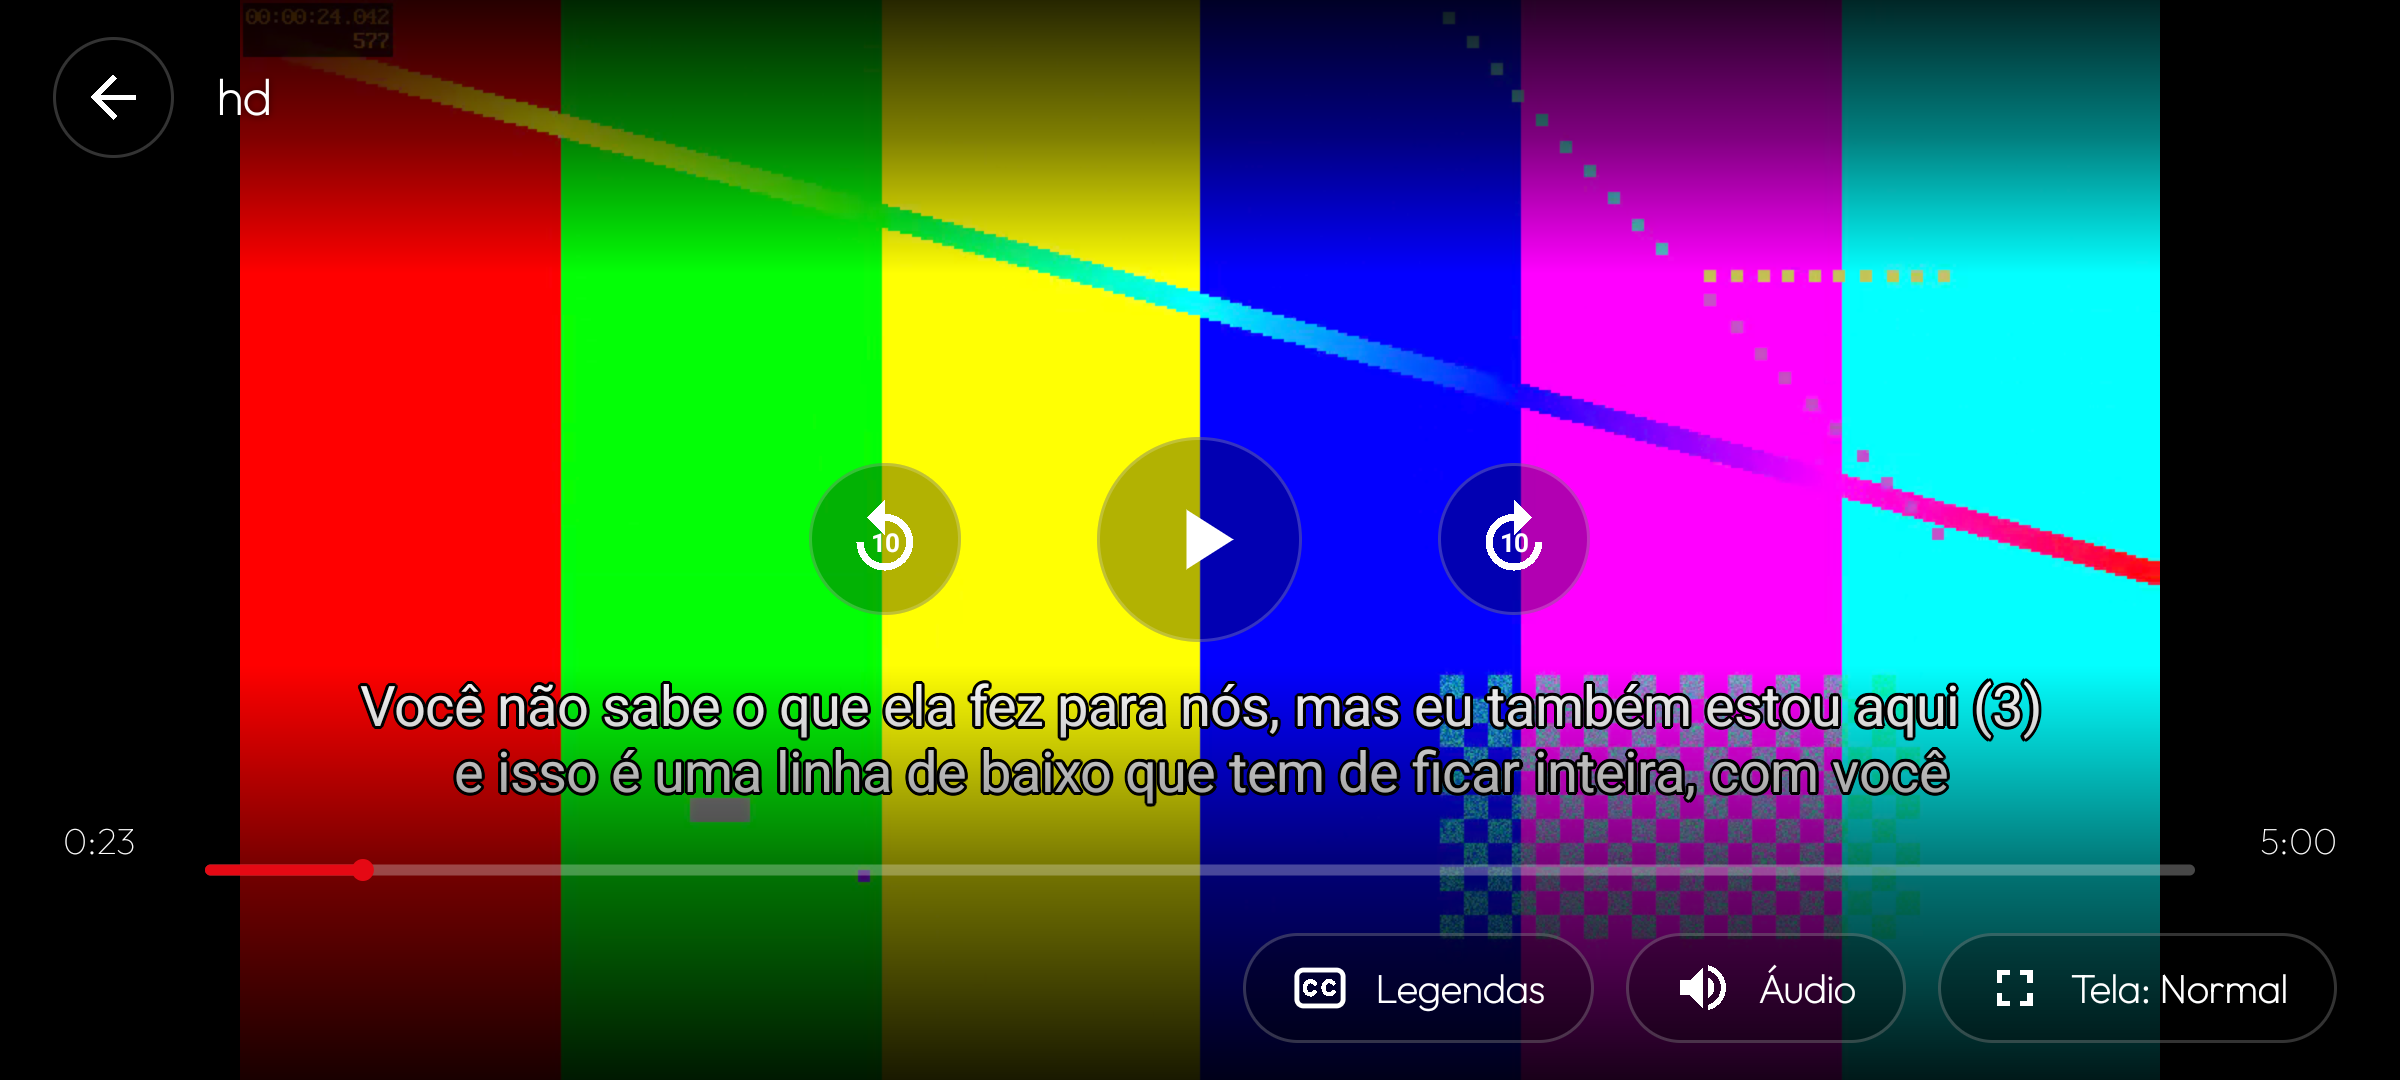 00:00:24.042
577
hd
10
10
Você não sabe o que ela fez para nós, mas eu também estou aqui (3)
e isso é uma linha de baixo que tem de ficar inteira, com você
0:23
5:00
CC Legendas
Áudio
Tela: Normal